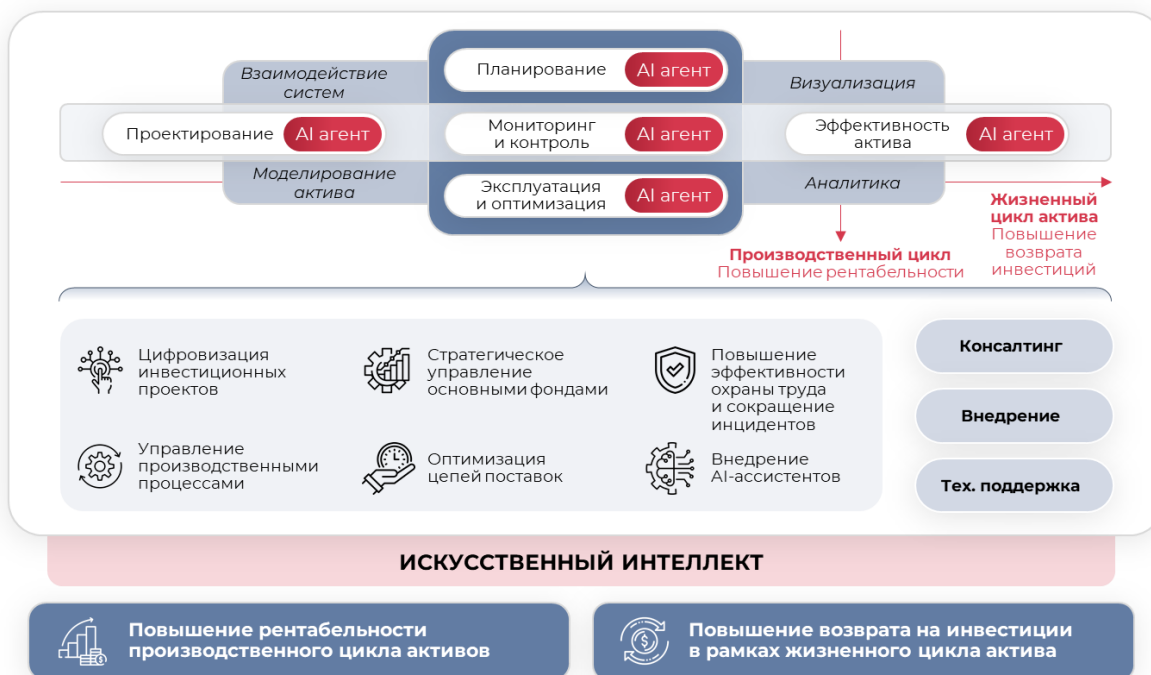 Взаимодействие
систем
Планирование
AI агент
Визуализация
Проектирование
AI агент
Мониторинг
и контроль
AI агент
Эффективность
актива
AI агент
Моделирование
актива
Эксплуатация
и оптимизация
AI агент
Аналитика
Жизненный
цикл актива
Повышение
возврата
инвестиций
Производственный цикл
Повышение рентабельности
Цифровизация
инвестиционных
проектов
Стратегическое
управление
основными фондами
Повышение
эффективности
охраны труда
и сокращение
инцидентов
Управление
производственными
процессами
Оптимизация
цепей поставок
Внедрение
AI-ассистентов
Консалтинг
Внедрение
Тех. поддержка
ИСКУССТВЕННЫЙ ИНТЕЛЛЕКТ
Повышение рентабельности
производственного цикла активов
Повышение возврата на инвестиции
в рамках жизненного цикла актива